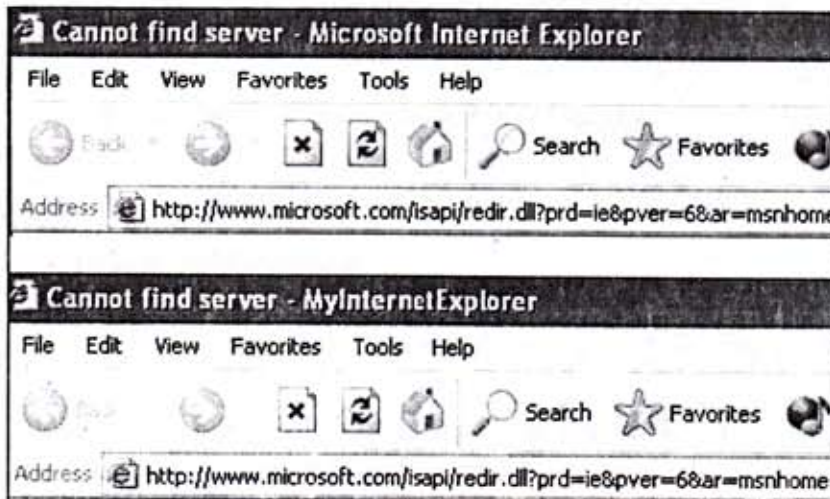 Cannot find server - Microsoft Internet Explorer
File Edit View Favorites Tools Help
Back Search Favorites
Address http://www.microsoft.com/isapi/redir.dll?prd=ie&pver=6&ar=msnhome
Cannot find server - MyInternetExplorer
File Edit View Favorites Tools Help
Back Search Favorites
Address http://www.microsoft.com/isapi/redir.dll?prd=ie&pver=6&ar=msnhome